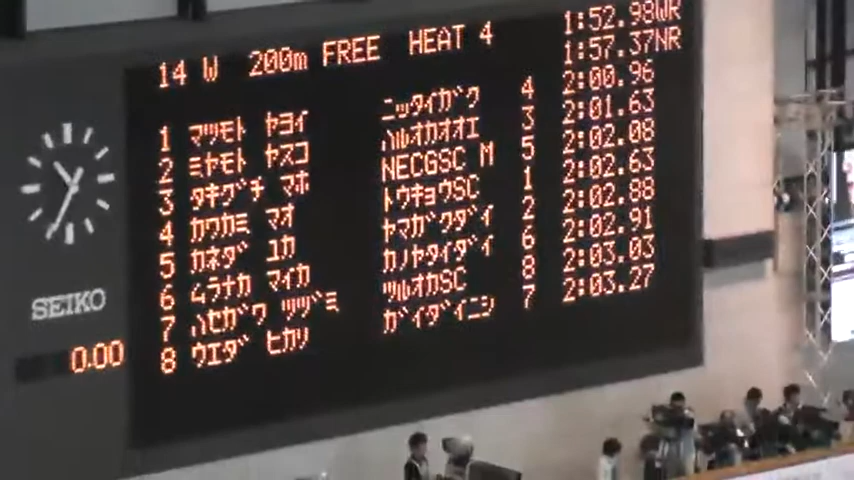 14 W 200m FREE HEAT 4 1:52.98WR
1:57.37NR
1 マツモト ヤヨイ ニッタイガク 4 2:00.96
2 ミヤモト ヤスコ ハルオカオオエ 3 2:01.63
3 タキグチ マホ NECGSC M 5 2:02.08
4 カワカミ マオ トウキョウSC 1 2:02.63
5 カネダ ユカ ヤマガクダイ 2 2:02.88
6 ムラナカ マイカ カノヤタイダイ 6 2:02.91
7 ハセガワ ツヅミ ツルオカSC 8 2:03.03
8 ウエダ ヒカリ ガイダイニシ 7 2:03.27
SEIKO
0.00